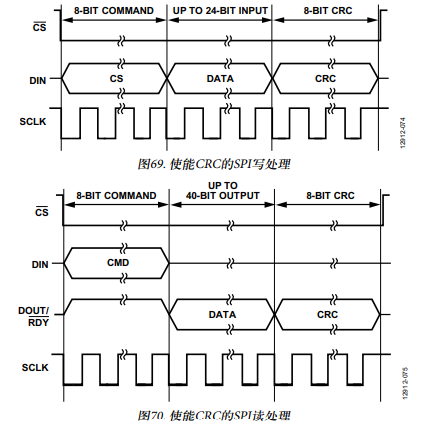 8-BIT COMMAND UP TO 24-BIT INPUT 8-BIT CRC
CS
DIN CS DATA CRC
SCLK
12912-074
图69. 使能CRC的SPI写处理
UP TO
8-BIT COMMAND 40-BIT OUTPUT 8-BIT CRC
CS
DIN CMD
DOUT/
RDY DATA CRC
SCLK
12912-075
图70. 使能CRC的SPI读处理